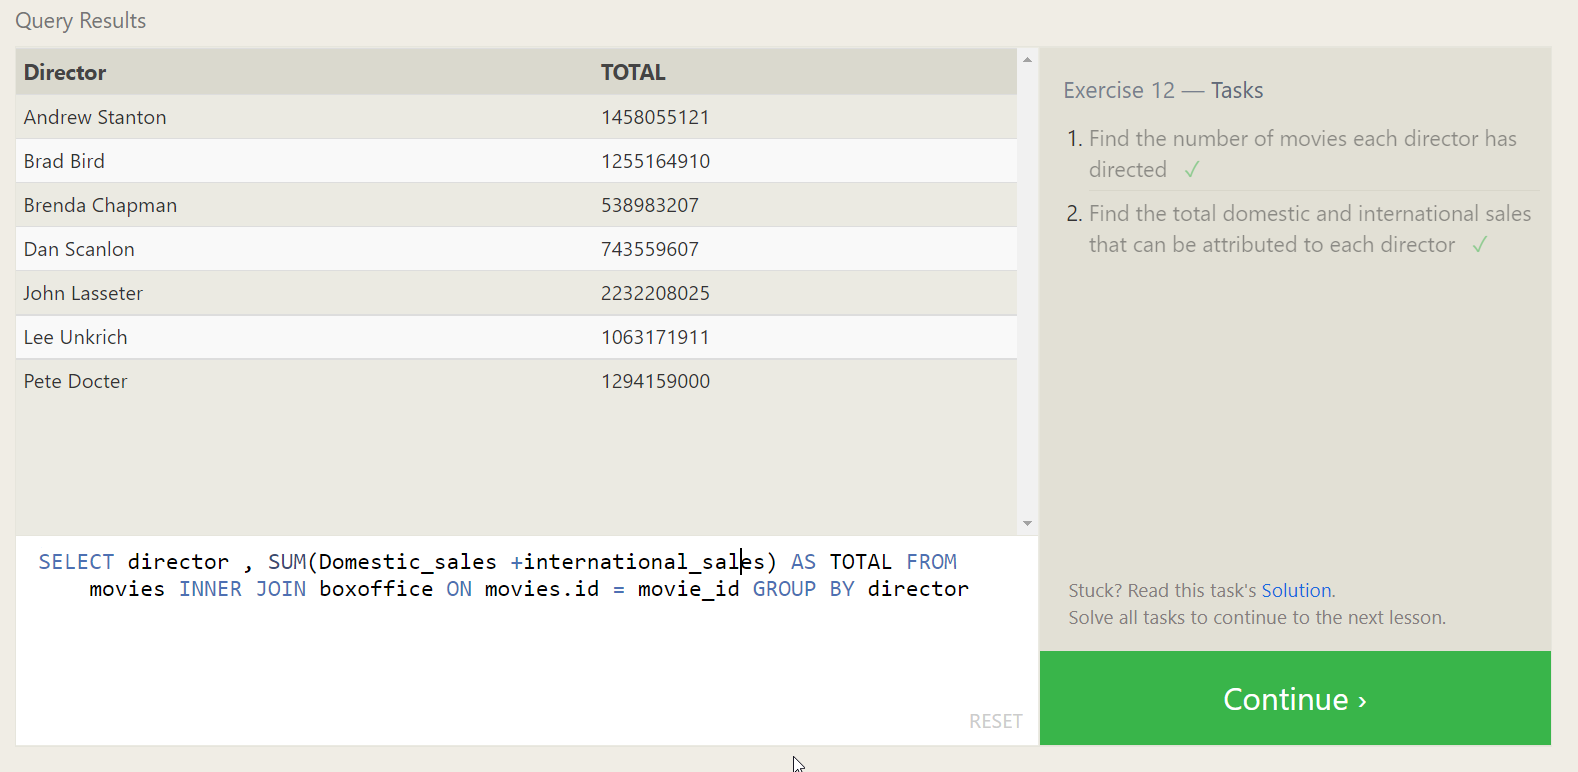 Query Results
Director TOTAL
Andrew Stanton 1458055121
Brad Bird 1255164910
Brenda Chapman 538983207
Dan Scanlon 743559607
John Lasseter 2232208025
Lee Unkrich 1063171911
Pete Docter 1294159000
SELECT director , SUM(Domestic_sales +international_sales) AS TOTAL FROM
movies INNER JOIN boxoffice ON movies.id = movie_id GROUP BY director
RESET
Exercise 12 — Tasks
1. Find the number of movies each director has
directed ✓
2. Find the total domestic and international sales
that can be attributed to each director ✓
Stuck? Read this task's Solution.
Solve all tasks to continue to the next lesson.
Continue ›